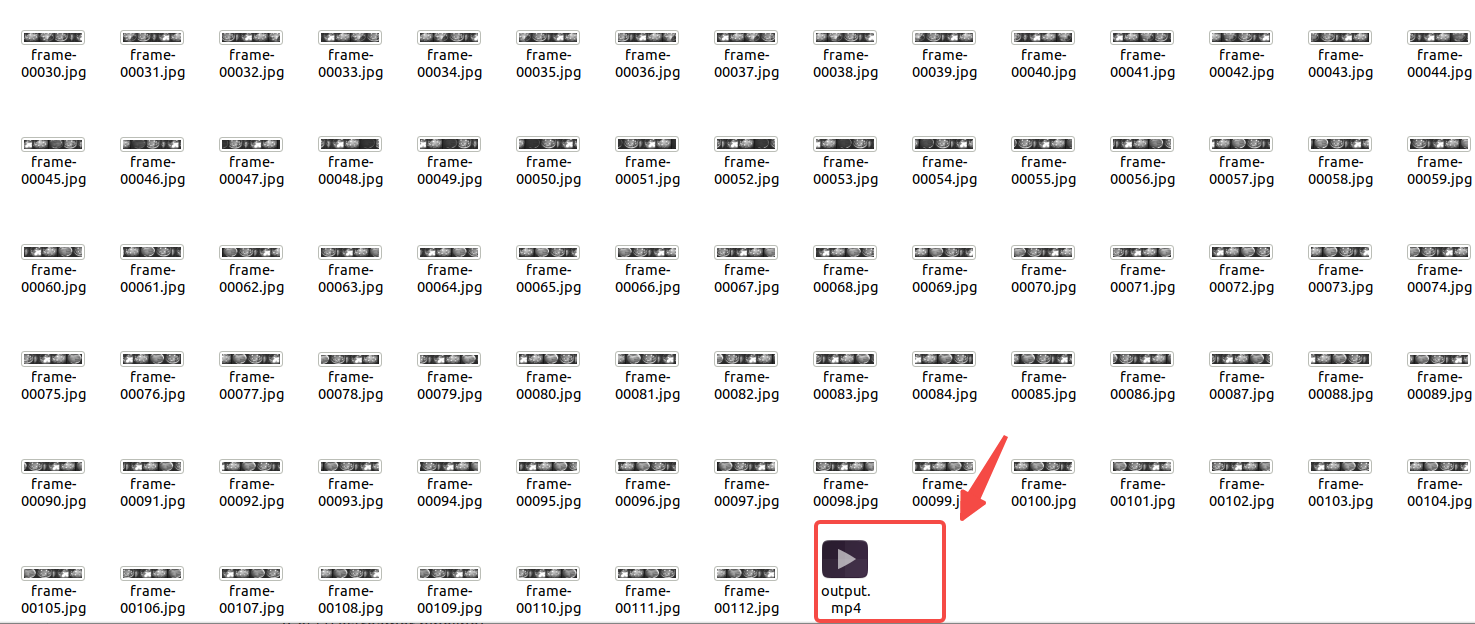 frame- frame- frame- frame- frame- frame- frame- frame- frame- frame- frame- frame- frame- frame- frame-
00030.jpg 00031.jpg 00032.jpg 00033.jpg 00034.jpg 00035.jpg 00036.jpg 00037.jpg 00038.jpg 00039.jpg 00040.jpg 00041.jpg 00042.jpg 00043.jpg 00044.jpg
frame- frame- frame- frame- frame- frame- frame- frame- frame- frame- frame- frame- frame- frame- frame-
00045.jpg 00046.jpg 00047.jpg 00048.jpg 00049.jpg 00050.jpg 00051.jpg 00052.jpg 00053.jpg 00054.jpg 00055.jpg 00056.jpg 00057.jpg 00058.jpg 00059.jpg
frame- frame- frame- frame- frame- frame- frame- frame- frame- frame- frame- frame- frame- frame- frame-
00060.jpg 00061.jpg 00062.jpg 00063.jpg 00064.jpg 00065.jpg 00066.jpg 00067.jpg 00068.jpg 00069.jpg 00070.jpg 00071.jpg 00072.jpg 00073.jpg 00074.jpg
frame- frame- frame- frame- frame- frame- frame- frame- frame- frame- frame- frame- frame- frame- frame-
00075.jpg 00076.jpg 00077.jpg 00078.jpg 00079.jpg 00080.jpg 00081.jpg 00082.jpg 00083.jpg 00084.jpg 00085.jpg 00086.jpg 00087.jpg 00088.jpg 00089.jpg
frame- frame- frame- frame- frame- frame- frame- frame- frame- frame- frame- frame- frame- frame- frame-
00090.jpg 00091.jpg 00092.jpg 00093.jpg 00094.jpg 00095.jpg 00096.jpg 00097.jpg 00098.jpg 00099.jpg 00100.jpg 00101.jpg 00102.jpg 00103.jpg 00104.jpg
frame- frame- frame- frame- frame- frame- frame- frame- output.
00105.jpg 00106.jpg 00107.jpg 00108.jpg 00109.jpg 00110.jpg 00111.jpg 00112.jpg mp4